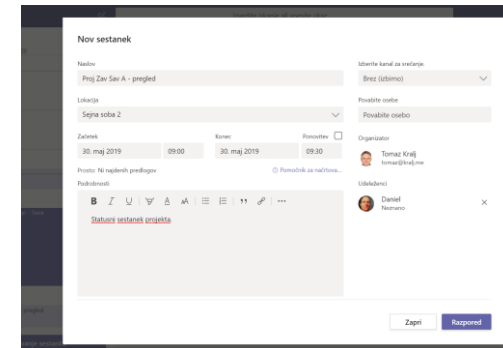 Nov sestanek
Naslov
Proj Zav Sav A - pregled
Lokacija
Sejna soba 2
Začetek
Konec
Ponovitev
30. maj 2019
09:00
30. maj 2019
09:30
Prosto: Ni najdenih predlogov
Pomočnik za načrtova...
Podrobnosti
B I U A AA
Statusni sestanek projekta.
Izberite kanal za srečanje.
Brez (izbirno)
Povabite osebe
Povabite osebo
Organizator
Tomaz Kralj
tomaz@kralj.me
Udeleženci
Daniel
Neznano
Zapri
Razpored